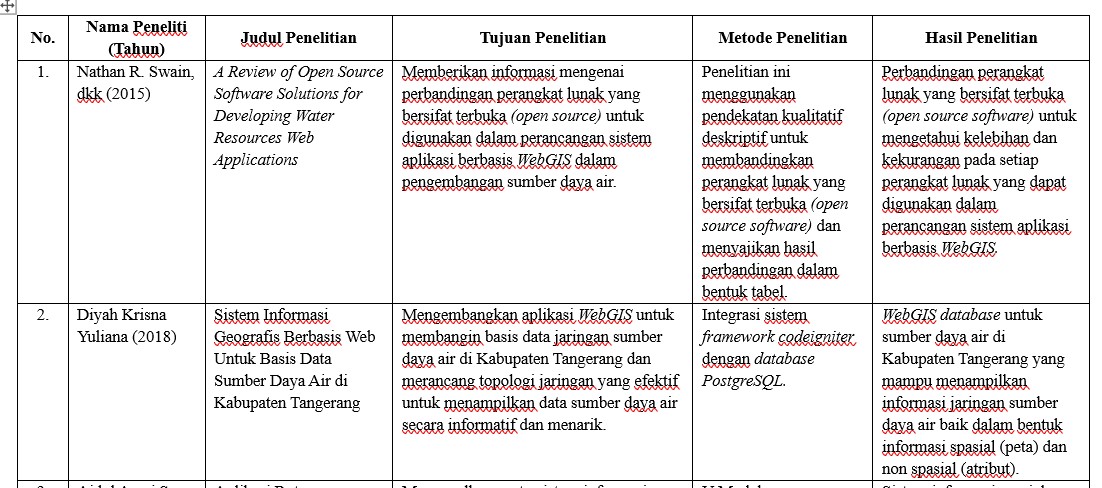 No.
Nama Peneliti
(Tahun)
Judul Penelitian
Tujuan Penelitian
Metode Penelitian
Hasil Penelitian
1.
Nathan R. Swain,
dkk (2015)
A Review of Open Source
Software Solutions for
Developing Water
Resources Web
Applications
Memberikan informasi mengenai
perbandingan perangkat lunak yang
bersifat terbuka (open source) untuk
digunakan dalam perancangan sistem
aplikasi berbasis WebGIS dalam
pengembangan sumber daya air.
Penelitian ini
menggunakan
pendekatan kualitatif
deskriptif untuk
membandingkan
perangkat lunak yang
bersifat terbuka (open
source software) dan
menyajikan hasil
perbandingan dalam
bentuk tabel.
Perbandingan perangkat
lunak yang bersifat terbuka
(open source software) untuk
mengetahui kelebihan dan
kekurangan pada setiap
perangkat lunak yang dapat
digunakan dalam
perancangan sistem aplikasi
berbasis WebGIS.
2.
Diyah Krisna
Yuliana (2018)
Sistem Informasi
Geografis Berbasis Web
Untuk Basis Data
Sumber Daya Air di
Kabupaten Tangerang
Mengembangkan aplikasi WebGIS untuk
membangin basis data jaringan sumber
daya air di Kabupaten Tangerang dan
merancang topologi jaringan yang efektif
untuk menampilkan data sumber daya air
secara informatif dan menarik.
Integrasi sistem
framework codeigniter
dengan database
PostgreSQL.
WebGIS database untuk
sumber daya air di
Kabupaten Tangerang yang
mampu menampilkan
informasi jaringan sumber
daya air baik dalam bentuk
informasi spasial (peta) dan
non spasial (atribut).